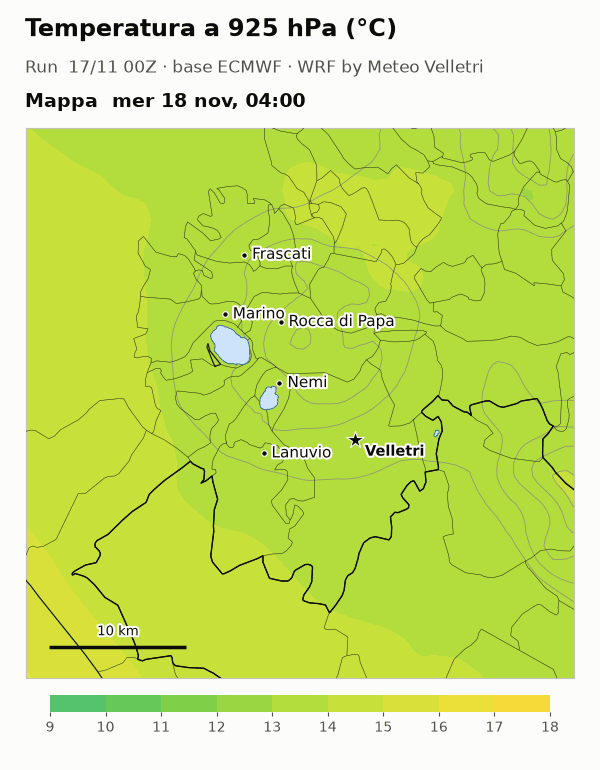 Temperatura a 925 hPa (°C)
Run 17/11 00Z · base ECMWF · WRF by Meteo Velletri
Mappa mer 18 nov, 04:00
Frascati
Marino
Rocca di Papa
Nemi
Velletri
Lanuvio
10 km
9 10 11 12 13 14 15 16 17 18